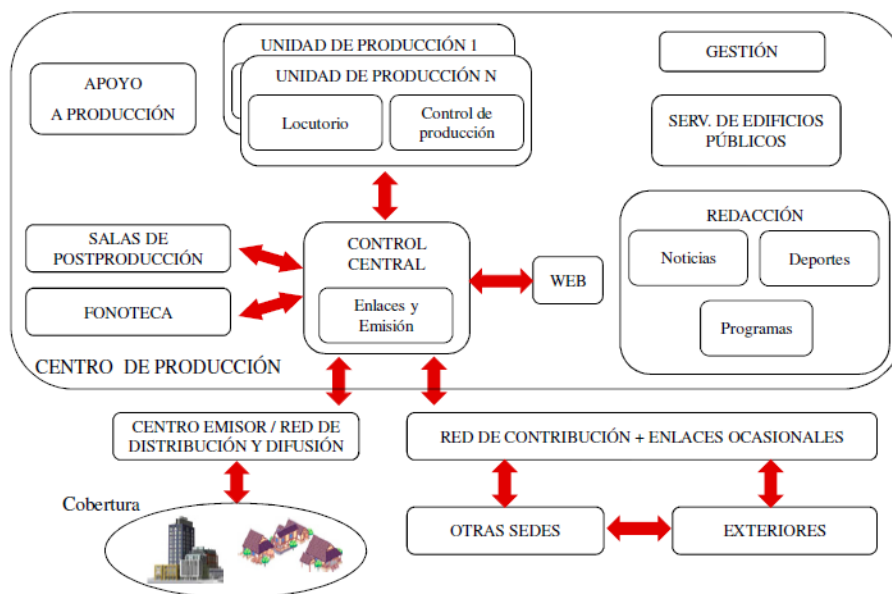 UNIDAD DE PRODUCCIÓN 1
UNIDAD DE PRODUCCIÓN N
Locutorio
Control de
producción
APOYO
A PRODUCCIÓN
GESTIÓN
SERV. DE EDIFICIOS
PÚBLICOS
REDACCIÓN
Noticias
Deportes
Programas
SALAS DE
POSTPRODUCCIÓN
FONOTECA
CONTROL
CENTRAL
Enlaces y
Emisión
WEB
CENTRO DE PRODUCCIÓN
CENTRO EMISOR / RED DE
DISTRIBUCIÓN Y DIFUSIÓN
RED DE CONTRIBUCIÓN + ENLACES OCASIONALES
Cobertura
OTRAS SEDES
EXTERIORES